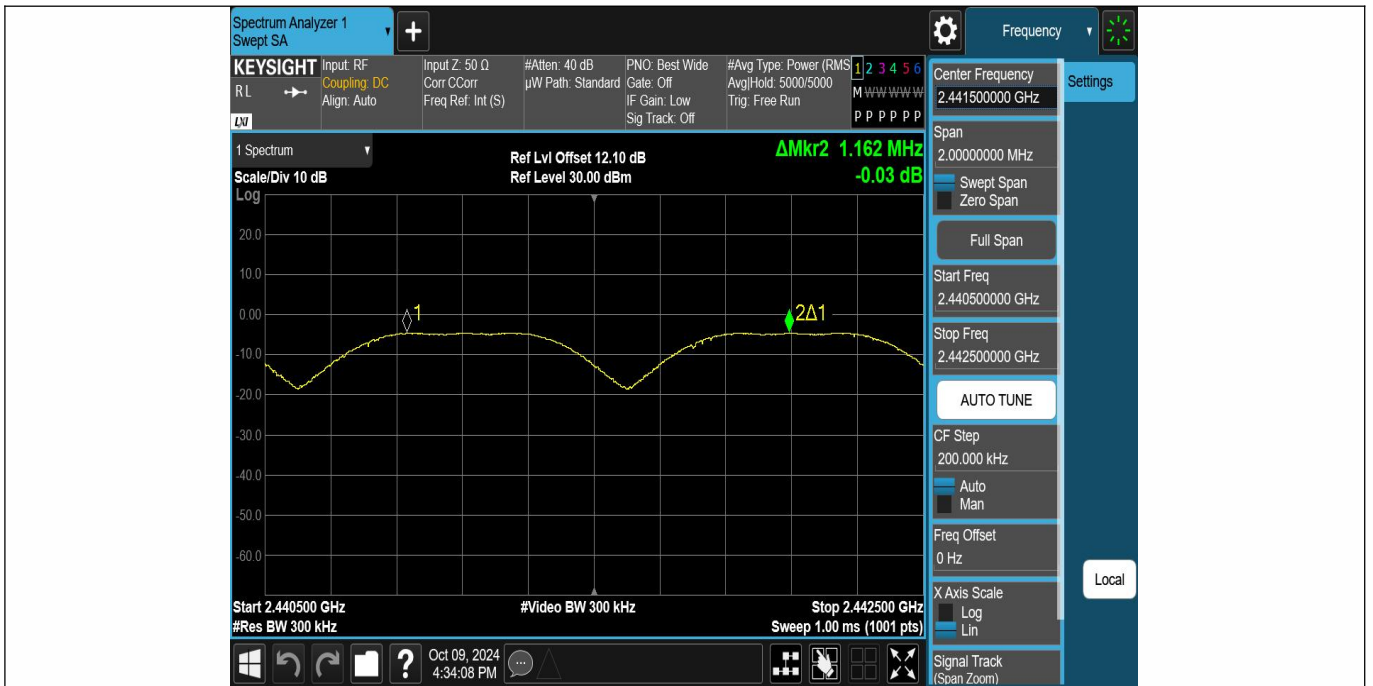 Spectrum Analyzer 1
Swept SA
+
Frequency
KEYSIGHT
RL
LXI
Input: RF
Coupling: DC
Align: Auto
Input Z: 50 Ω
Corr CCorr
Freq Ref: Int (S)
#Atten: 40 dB
µW Path: Standard
PNO: Best Wide
Gate: Off
IF Gain: Low
Sig Track: Off
#Avg Type: Power (RMS
Avg|Hold: 5000/5000
Trig: Free Run
1 2 3 4 5 6
M W W W W W
P P P P P P
1 Spectrum
Scale/Div 10 dB
Log
Ref Lvl Offset 12.10 dB
Ref Level 30.00 dBm
ΔMkr2 1.162 MHz
-0.03 dB
20.0
10.0
0.00
-10.0
-20.0
-30.0
-40.0
-50.0
-60.0
1
2Δ1
Start 2.440500 GHz
#Res BW 300 kHz
#Video BW 300 kHz
Stop 2.442500 GHz
Sweep 1.00 ms (1001 pts)
Center Frequency
2.441500000 GHz
Span
2.00000000 MHz
Swept Span
Zero Span
Full Span
Start Freq
2.440500000 GHz
Stop Freq
2.442500000 GHz
AUTO TUNE
CF Step
200.000 kHz
Auto
Man
Freq Offset
0 Hz
X Axis Scale
Log
Lin
Signal Track
(Span Zoom)
Settings
Local
?
Oct 09, 2024
4:34:08 PM